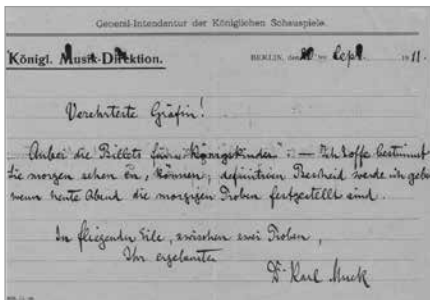 General-Intendantur der Königlichen Schauspiele.
Königl. Musik-Direktion.
BERLIN, den 20ten Sept. 1911.
Verehrteste Gräfin!
Anbei die Billets für „Königskinder“. — Ich hoffe bestimmt
Sie morgen sehen zu können; definitiven Bescheid werde ich geben
wenn heute Abend die morgigen Proben festgestellt sind.
In fliegender Eile, zwischen zwei Proben,
Ihr ergebenster
Dr Karl Muck